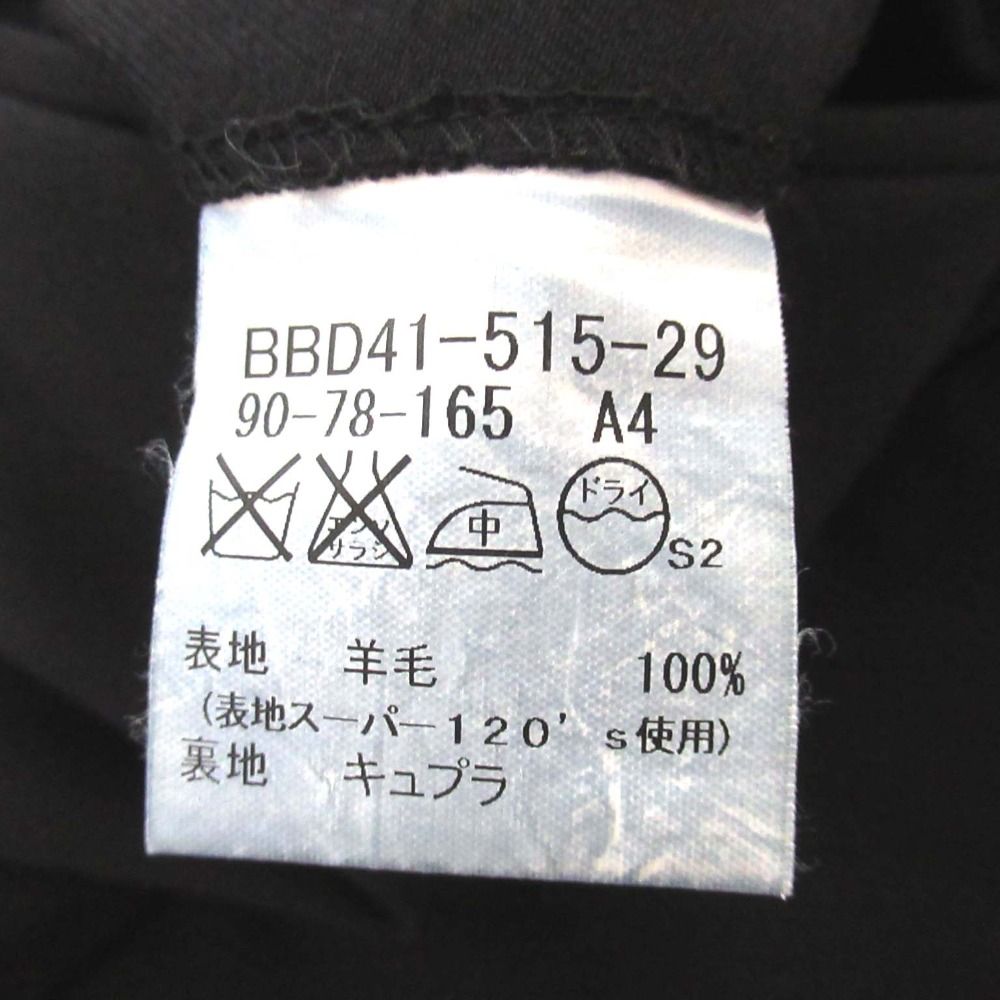 BBD41-515-29
90-78-165 A4
エンソ
サラシ
中
ドライ
S2
表地 羊毛 100%
(表地スーパー120's使用)
裏地 キュプラ